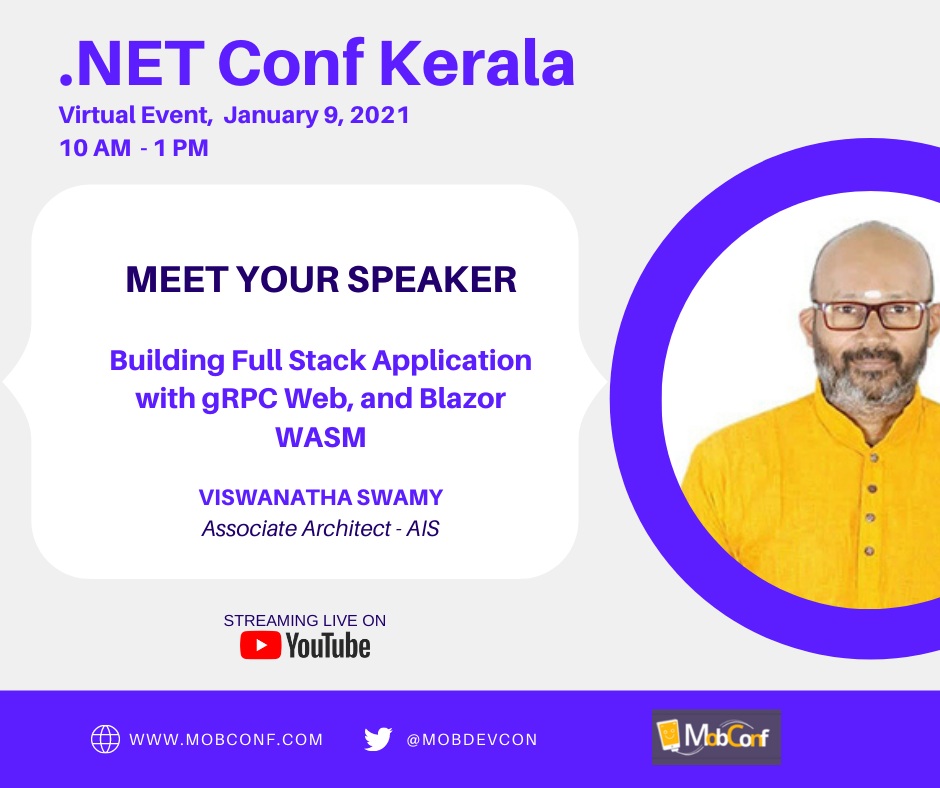 .NET Conf Kerala
Virtual Event,  January 9, 2021
10 AM  - 1 PM
MEET YOUR SPEAKER
Building Full Stack Application
with gRPC Web, and Blazor
WASM
VISWANATHA SWAMY
Associate Architect - AIS
STREAMING LIVE ON
YouTube
WWW.MOBCONF.COM
@MOBDEVCON
MobConf